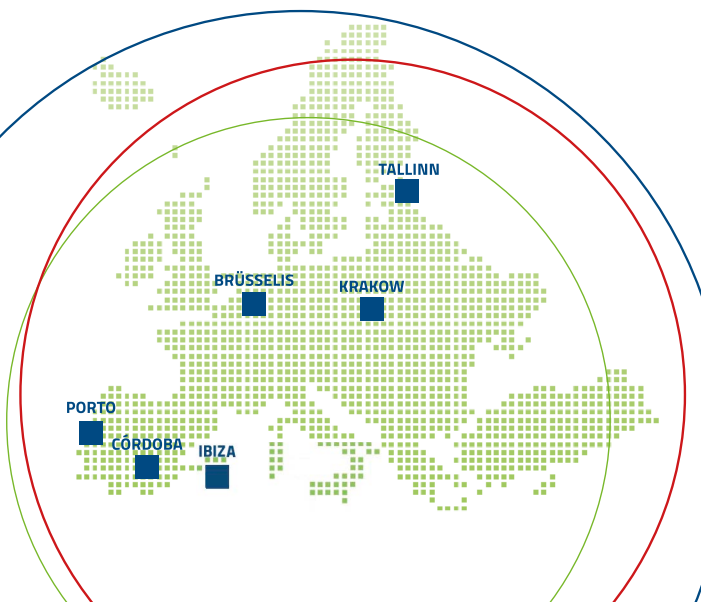 TALLINN
BRÜSSELIS
KRAKOW
PORTO
CÓRDOBA
IBIZA